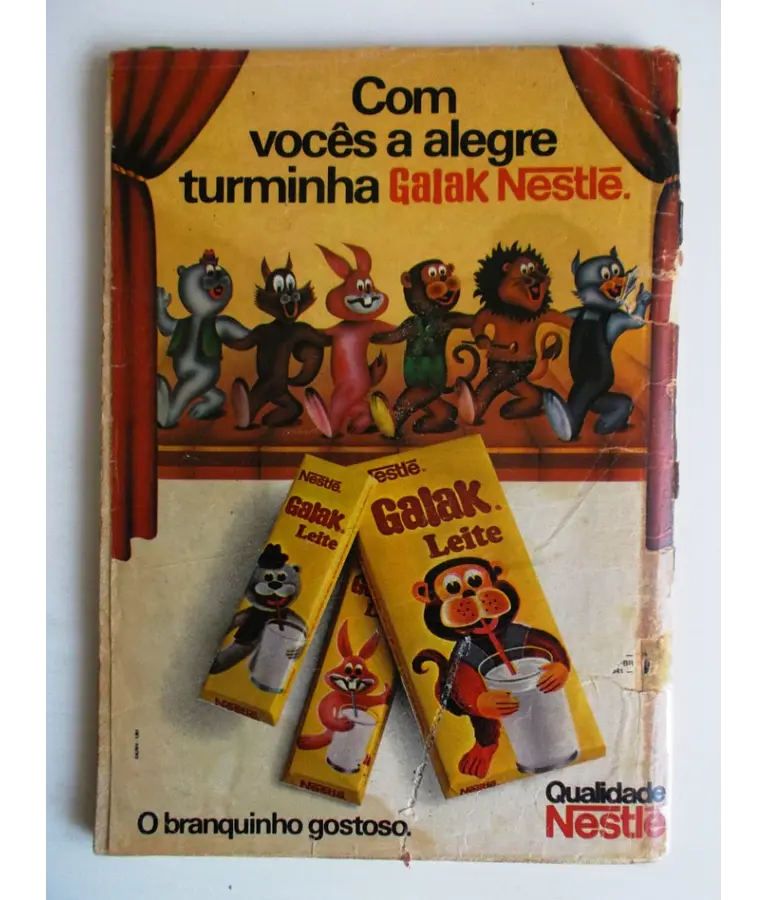 Com
vocês a alegre
turminha Galak Nestlé.
Nestlé.
Galak.
Leite
Nestlé.
Galak.
Leite
Nestlé
Nestlé
Nestlé
O branquinho gostoso.
Qualidade
Nestlé